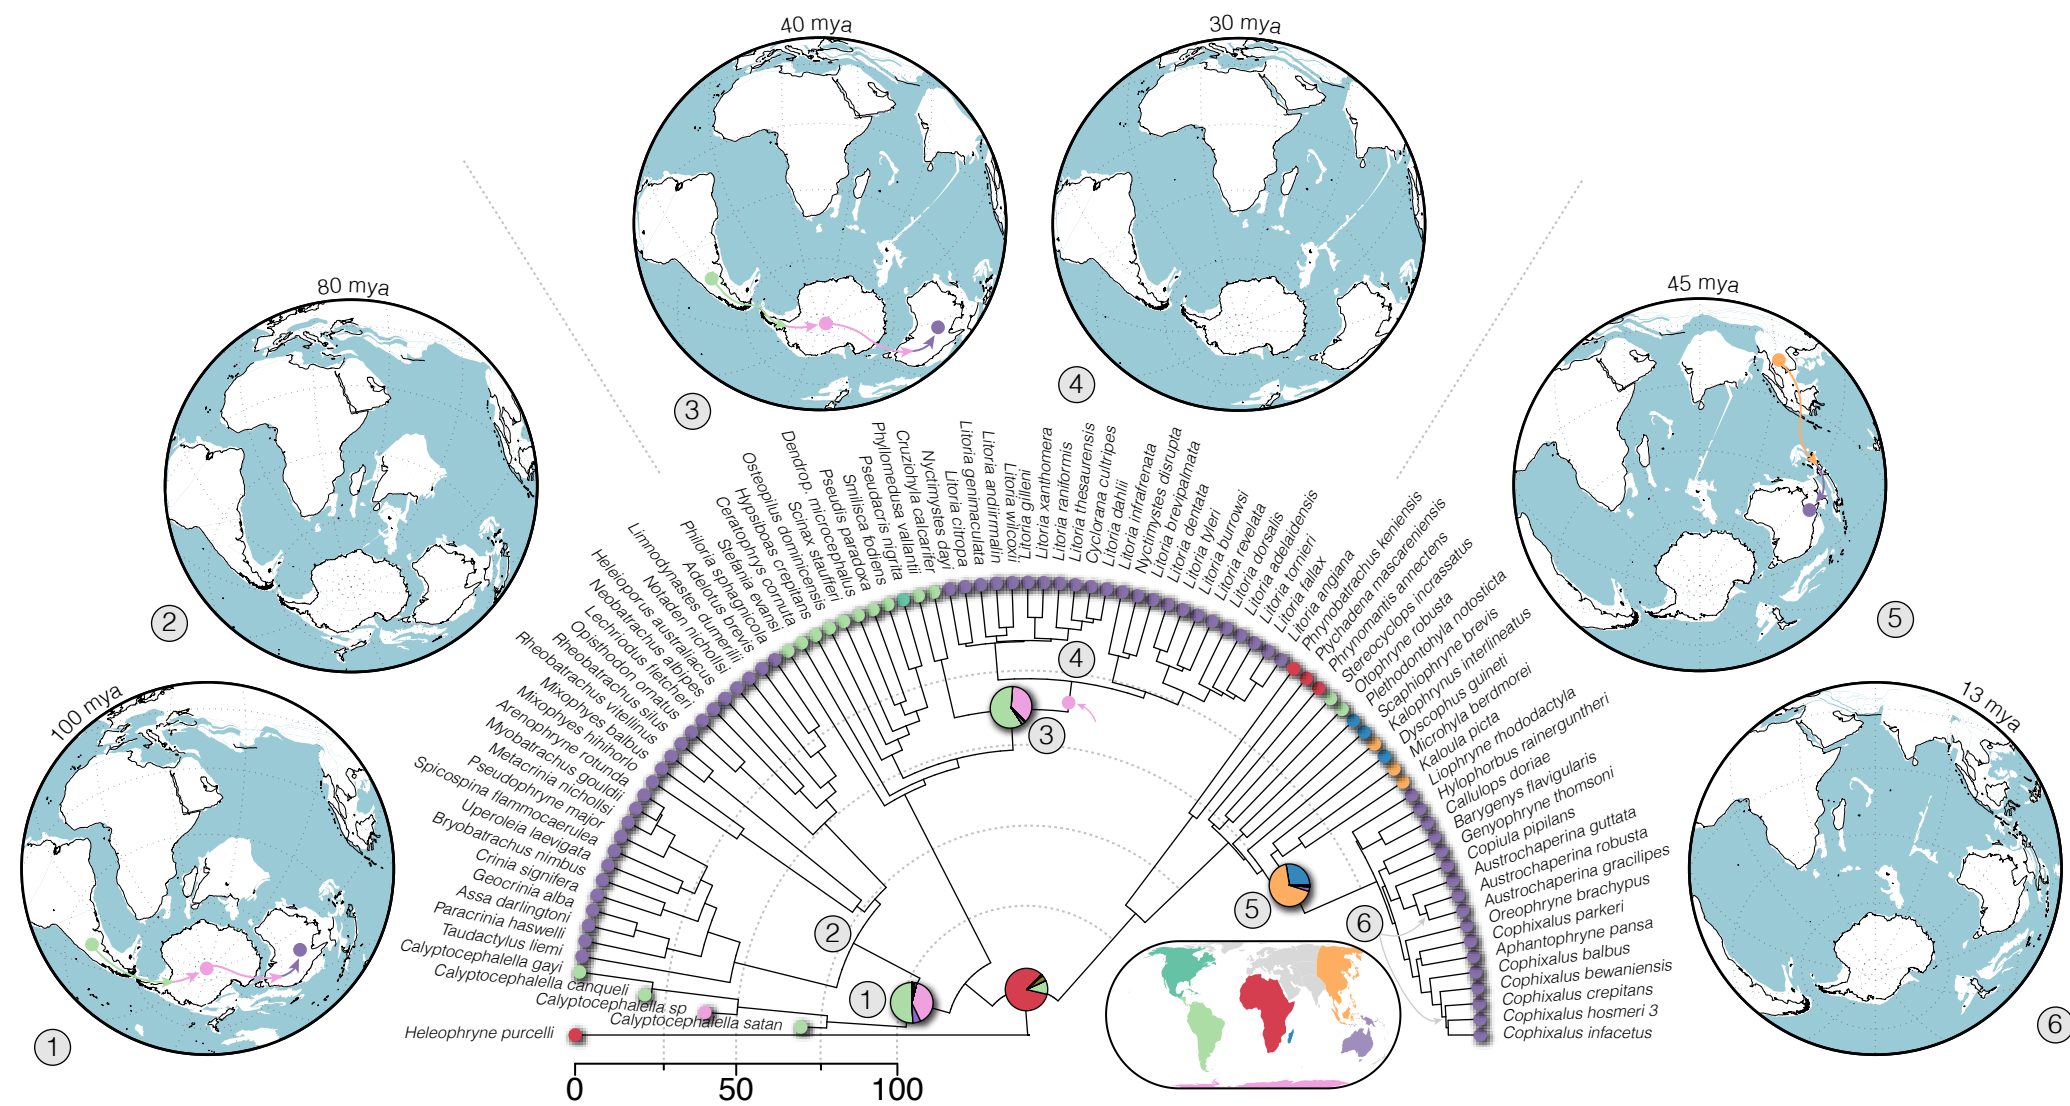 40 mya
30 mya
80 mya
45 mya
100 mya
13 mya
3
4
2
5
1
6
Heleophryne purcelli
Calyptocephalella satan
Calyptocephalella sp
Calyptocephalella canqueli
Calyptocephalella gayi
Taudactylus liemi
Paracrinia haswelli
Assa darlingtoni
Geocrinia alba
Crinia signifera
Bryobatrachus nimbus
Uperoleia laevigata
Spicospina flammocaerulea
Pseudophryne major
Metacrinia nichollsi
Myobatrachus gouldii
Arenophryne rotunda
Mixophyes hihihorlo
Mixophyes balbus
Rheobatrachus vitellinus
Rheobatrachus silus
Opisthodon ornatus
Lechriodus fletcheri
Neobatrachus albipes
Heleioporus australiacus
Notaden nichollsi
Limnodynastes dumerilii
Adelotus brevis
Philoria sphagnicola
Stefania evansi
Ceratophrys cornuta
Hypsiboas crepitans
Osteopilus dominicensis
Scinax staufferi
Dendrop. microcephalus
Pseudis paradoxa
Smilisca fodiens
Pseudacris nigrita
Phyllomedusa vallantii
Cruziohyla calcarifer
Nyctimystes dayi
Litoria citropa
Litoria genimaculata
Litoria andiirrmalin
Litoria wilcoxii
Litoria gilleni
Litoria xanthomera
Litoria raniformis
Litoria thesaurensis
Cyclorana cultripes
Litoria dahlii
Litoria infrafrenata
Nyctimystes disrupta
Litoria brevipalmata
Litoria dentata
Litoria tyleri
Litoria burrowsi
Litoria revelata
Litoria dorsalis
Litoria adelaidensis
Litoria tornieri
Litoria fallax
Litoria angiana
Phrynobatrachus keniensis
Ptychadena mascareniensis
Phrynomantis annectens
Stereocyclops incrassatus
Otophryne robusta
Plethodontohyla notosticta
Scaphiophryne brevis
Kalophrynus interlineatus
Dyscophus guineti
Microhyla berdmorei
Kaloula picta
Liophryne rhododactyla
Hylophorbus rainerguntheri
Callulops doriae
Barygenys flavigularis
Genyophryne thomsoni
Copiula pipilans
Austrochaperina guttata
Austrochaperina robusta
Austrochaperina gracilipes
Oreophryne brachypus
Cophixalus parkeri
Aphantophryne pansa
Cophixalus balbus
Cophixalus bewaniensis
Cophixalus crepitans
Cophixalus hosmeri 3
Cophixalus infacetus
4
3
2
1
5
6
0
50
100